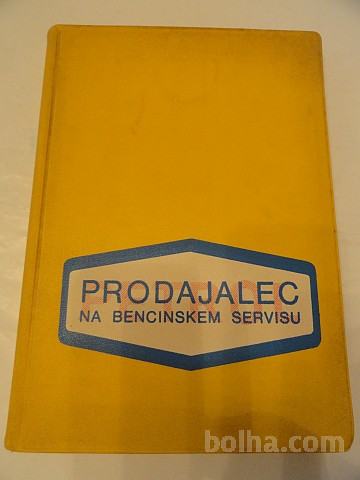 PRODAJALEC
NA BENCINSKEM SERVISU
bolha.com